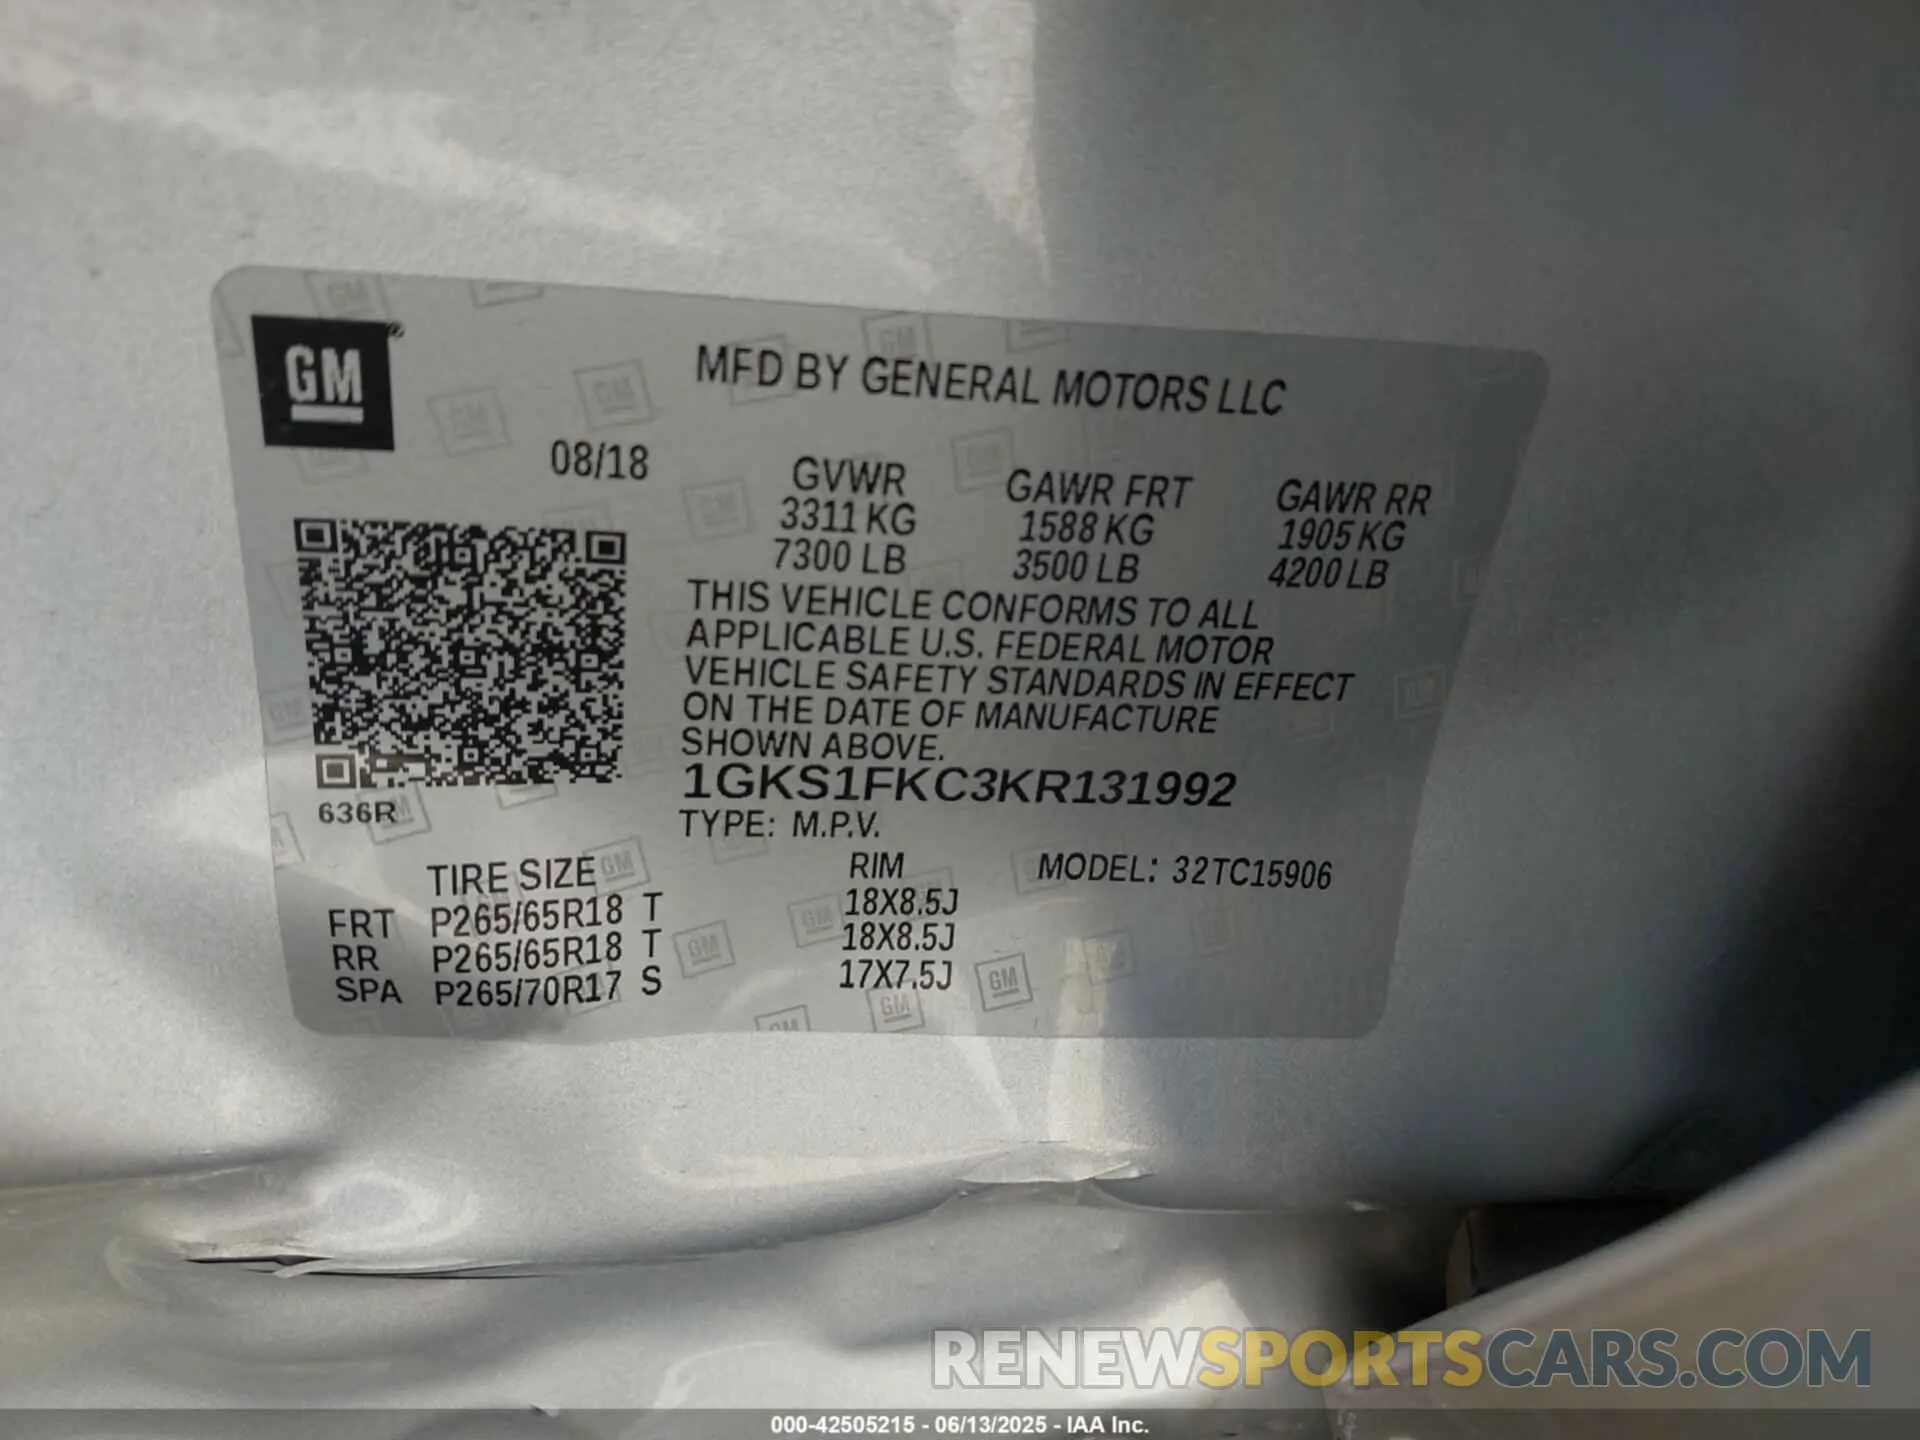 GM
MFD BY GENERAL MOTORS LLC
08/18
GVWR GAWR FRT GAWR RR
3311 KG 1588 KG 1905 KG
7300 LB 3500 LB 4200 LB
THIS VEHICLE CONFORMS TO ALL
APPLICABLE U.S. FEDERAL MOTOR
VEHICLE SAFETY STANDARDS IN EFFECT
ON THE DATE OF MANUFACTURE
SHOWN ABOVE.
1GKS1FKC3KR131992
636R
TYPE: M.P.V.
TIRE SIZE RIM MODEL: 32TC15906
FRT P265/65R18 T 18X8.5J
RR P265/65R18 T 18X8.5J
SPA P265/70R17 S 17X7.5J
RENEWSPORTSCARS.COM
000-42505215 - 06/13/2025 - IAA Inc.